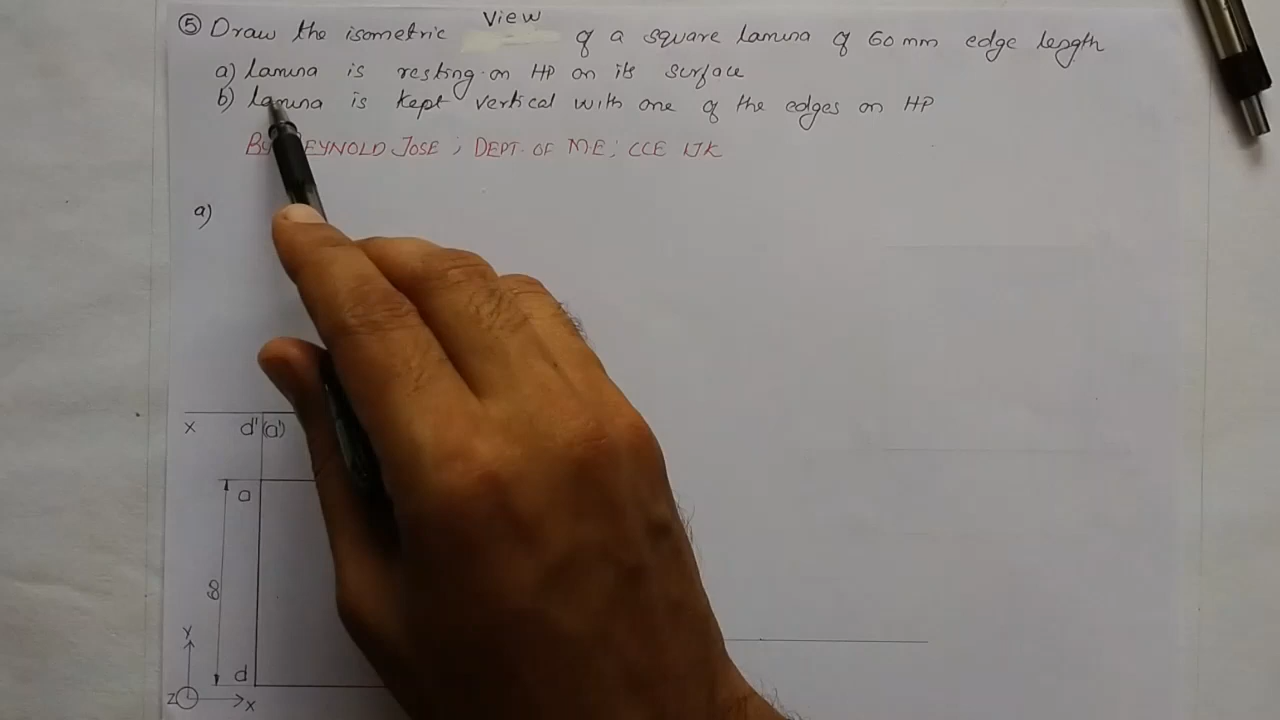 View
⑤ Draw the isometric of a square lamina of 60 mm edge length
a) Lamina is resting on HP on its surface
b) Lamina is kept vertical with one of the edges on HP
By EYNOLD JOSE ; DEPT. OF M.E; CCE IJK
a)
X d' (a')
a
60
Y
d
Z X